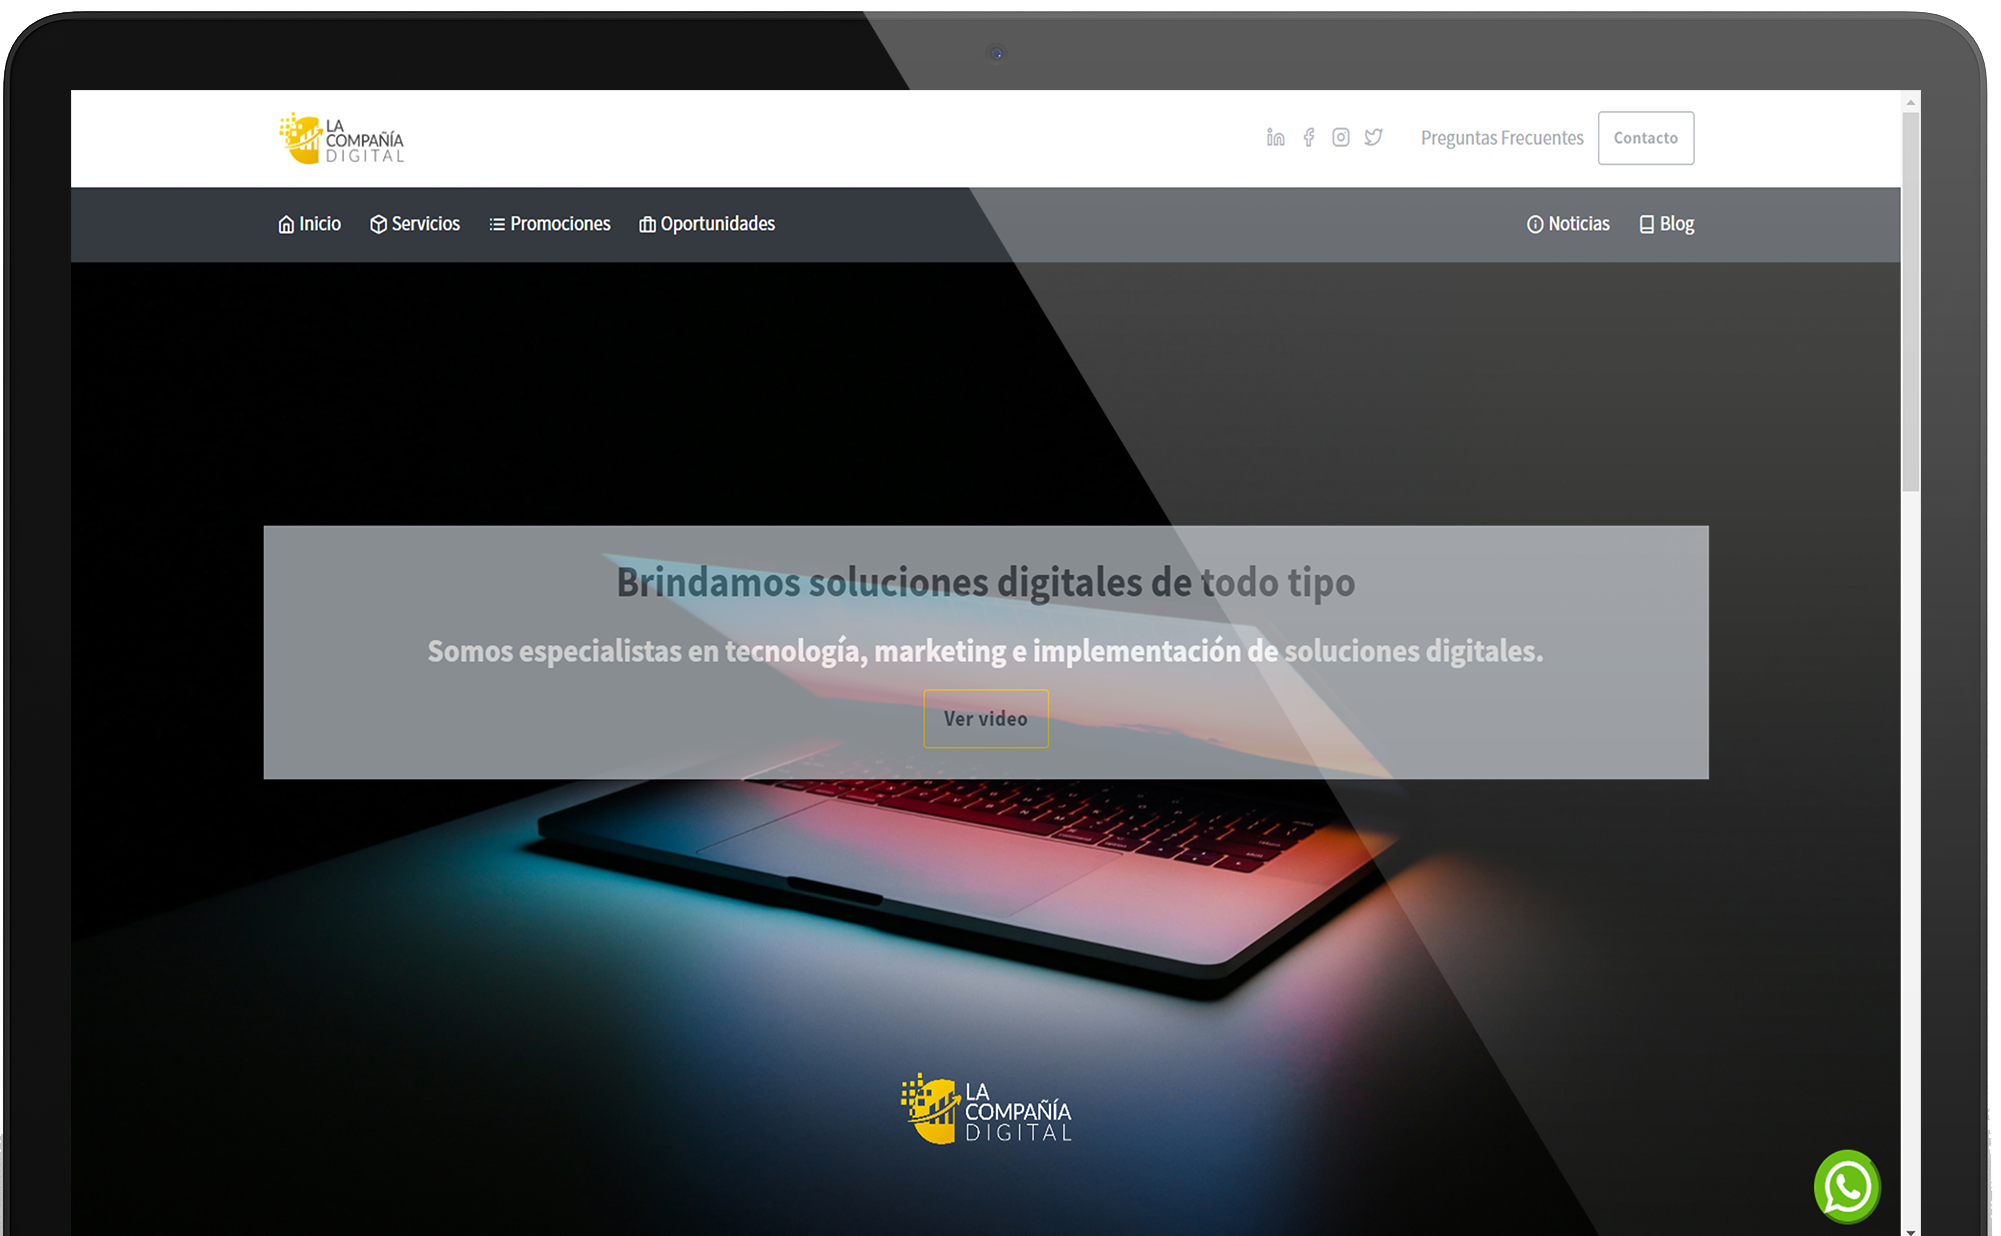 LA
COMPAÑÍA
DIGITAL
Preguntas Frecuentes
Contacto
Inicio
Servicios
Promociones
Oportunidades
Noticias
Blog
Brindamos soluciones digitales de todo tipo
Somos especialistas en tecnología, marketing e implementación de soluciones digitales.
Ver video
LA
COMPAÑÍA
DIGITAL